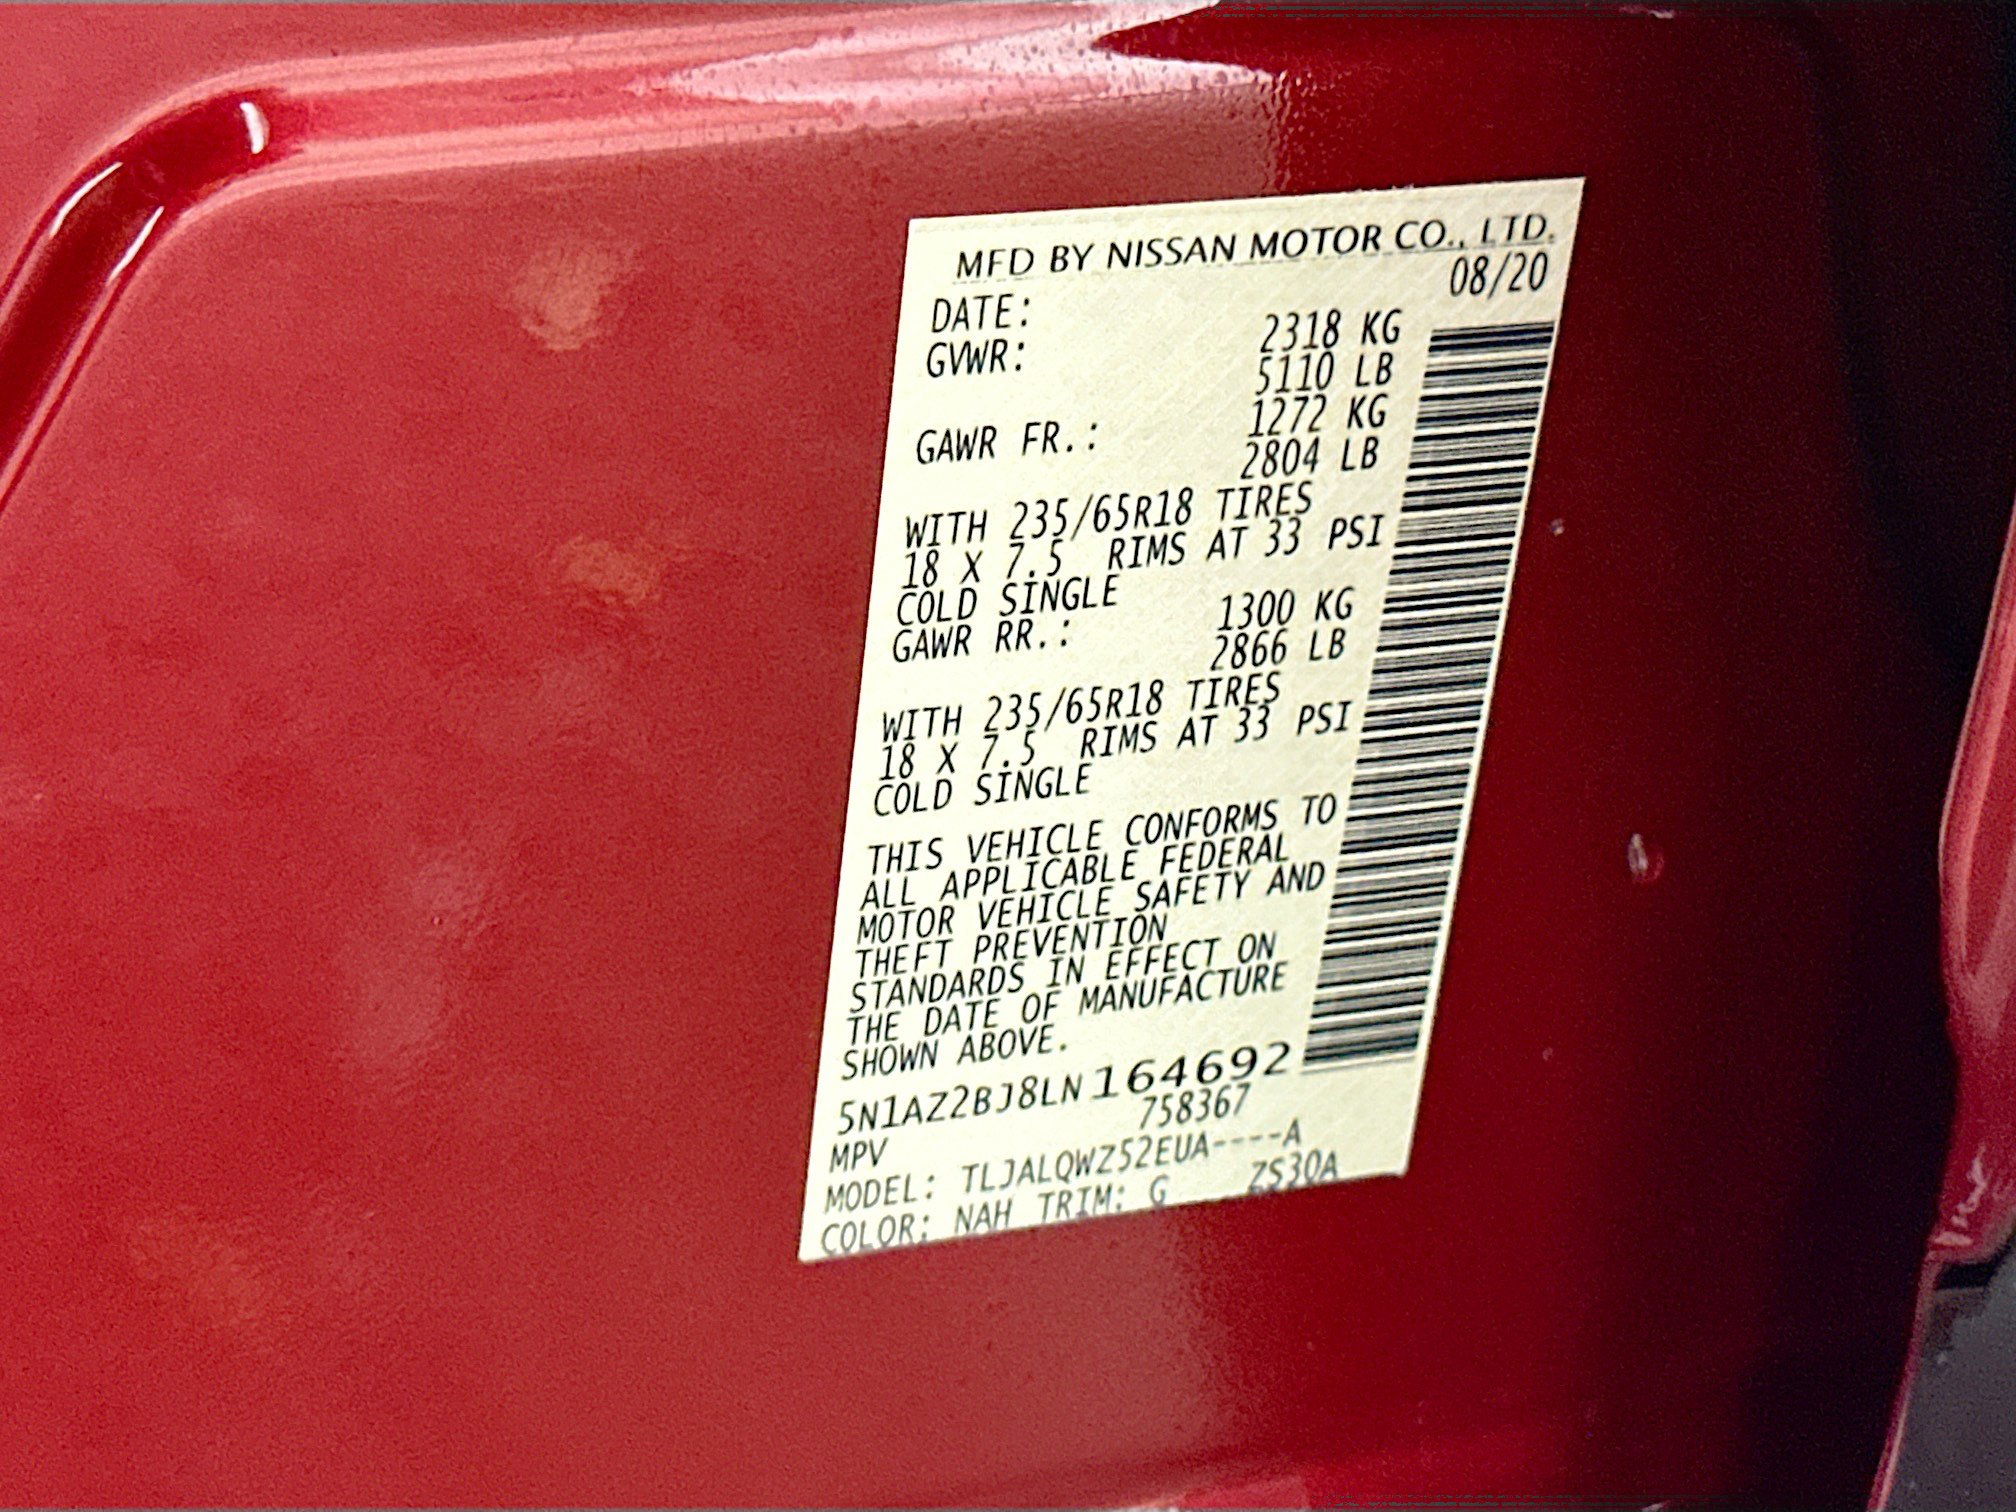 MFD BY NISSAN MOTOR CO., LTD.
DATE: 08/20
GVWR: 2318 KG
5110 LB
GAWR FR.: 1272 KG
2804 LB
WITH 235/65R18 TIRES
18 X 7.5 RIMS AT 33 PSI
COLD SINGLE
GAWR RR.: 1300 KG
2866 LB
WITH 235/65R18 TIRES
18 X 7.5 RIMS AT 33 PSI
COLD SINGLE
THIS VEHICLE CONFORMS TO
ALL APPLICABLE FEDERAL
MOTOR VEHICLE SAFETY AND
THEFT PREVENTION
STANDARDS IN EFFECT ON
THE DATE OF MANUFACTURE
SHOWN ABOVE.
5N1AZ2BJ8LN164692
MPV 758367
MODEL: TLJALQWZ52EUA----A
COLOR: NAH TRIM: G ZS30A